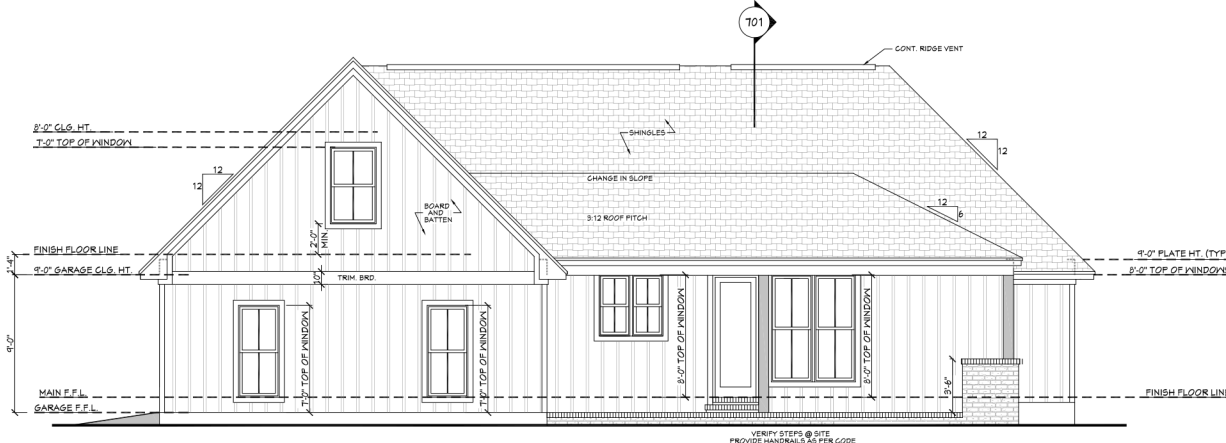 701
CONT. RIDGE VENT
8'-0" CLG. HT.
7'-0" TOP OF WINDOW
SHINGLES
12
12
12
12
CHANGE IN SLOPE
BOARD
AND
BATTEN
12
6
3:12 ROOF PITCH
2'-0"
MIN.
FINISH FLOOR LINE
1'-4"
9'-0" GARAGE CLG. HT.
10"
TRIM. BRD.
9'-0" PLATE HT. (TYP
8'-0" TOP OF WINDOWS
9'-0"
7'-0" TOP OF WINDOW
7'-0" TOP OF WINDOW
8'-0" TOP OF WINDOW
8'-0" TOP OF WINDOW
3'-6"
MAIN F.F.L.
GARAGE F.F.L.
FINISH FLOOR LINE
VERIFY STEPS @ SITE
PROVIDE HANDRAILS AS PER CODE